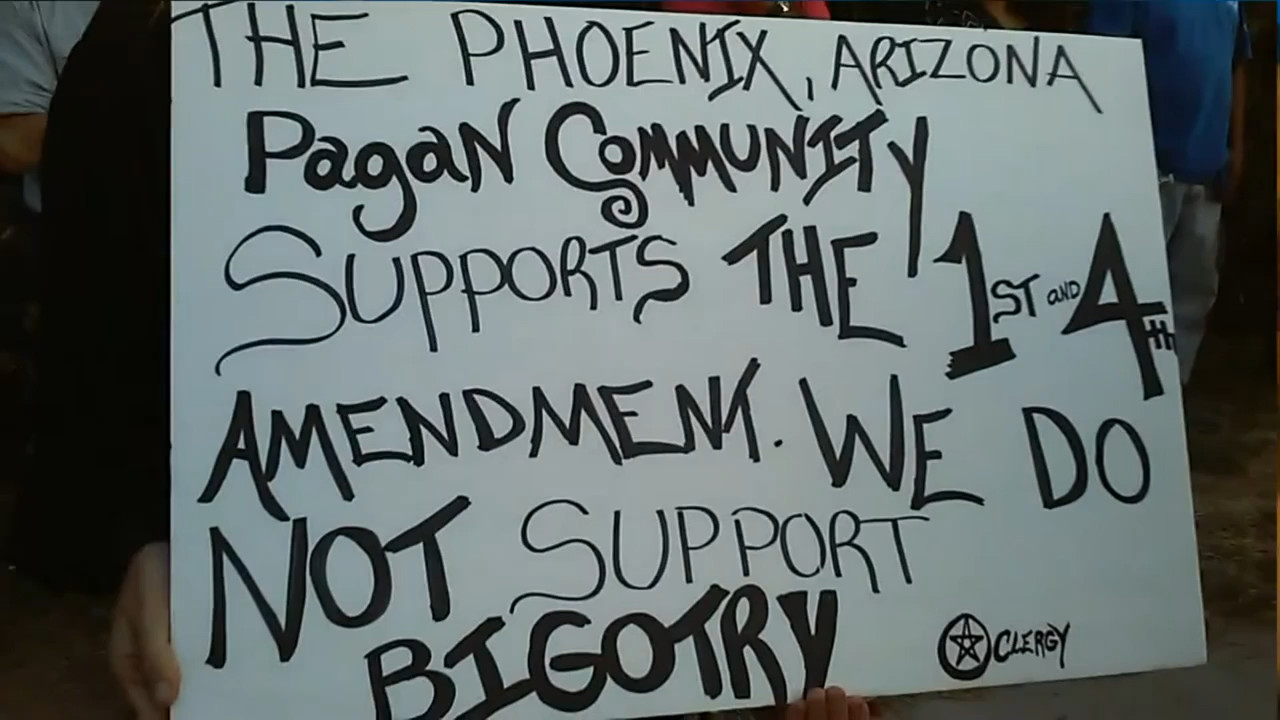 THE PHOENIX, ARIZONA
PagaN COMMUNITY
SUPPORTS THE 1ST AND 4th
AMENDMENT. WE DO
NOT SUPPORT
BIGOTRY
CLERGY